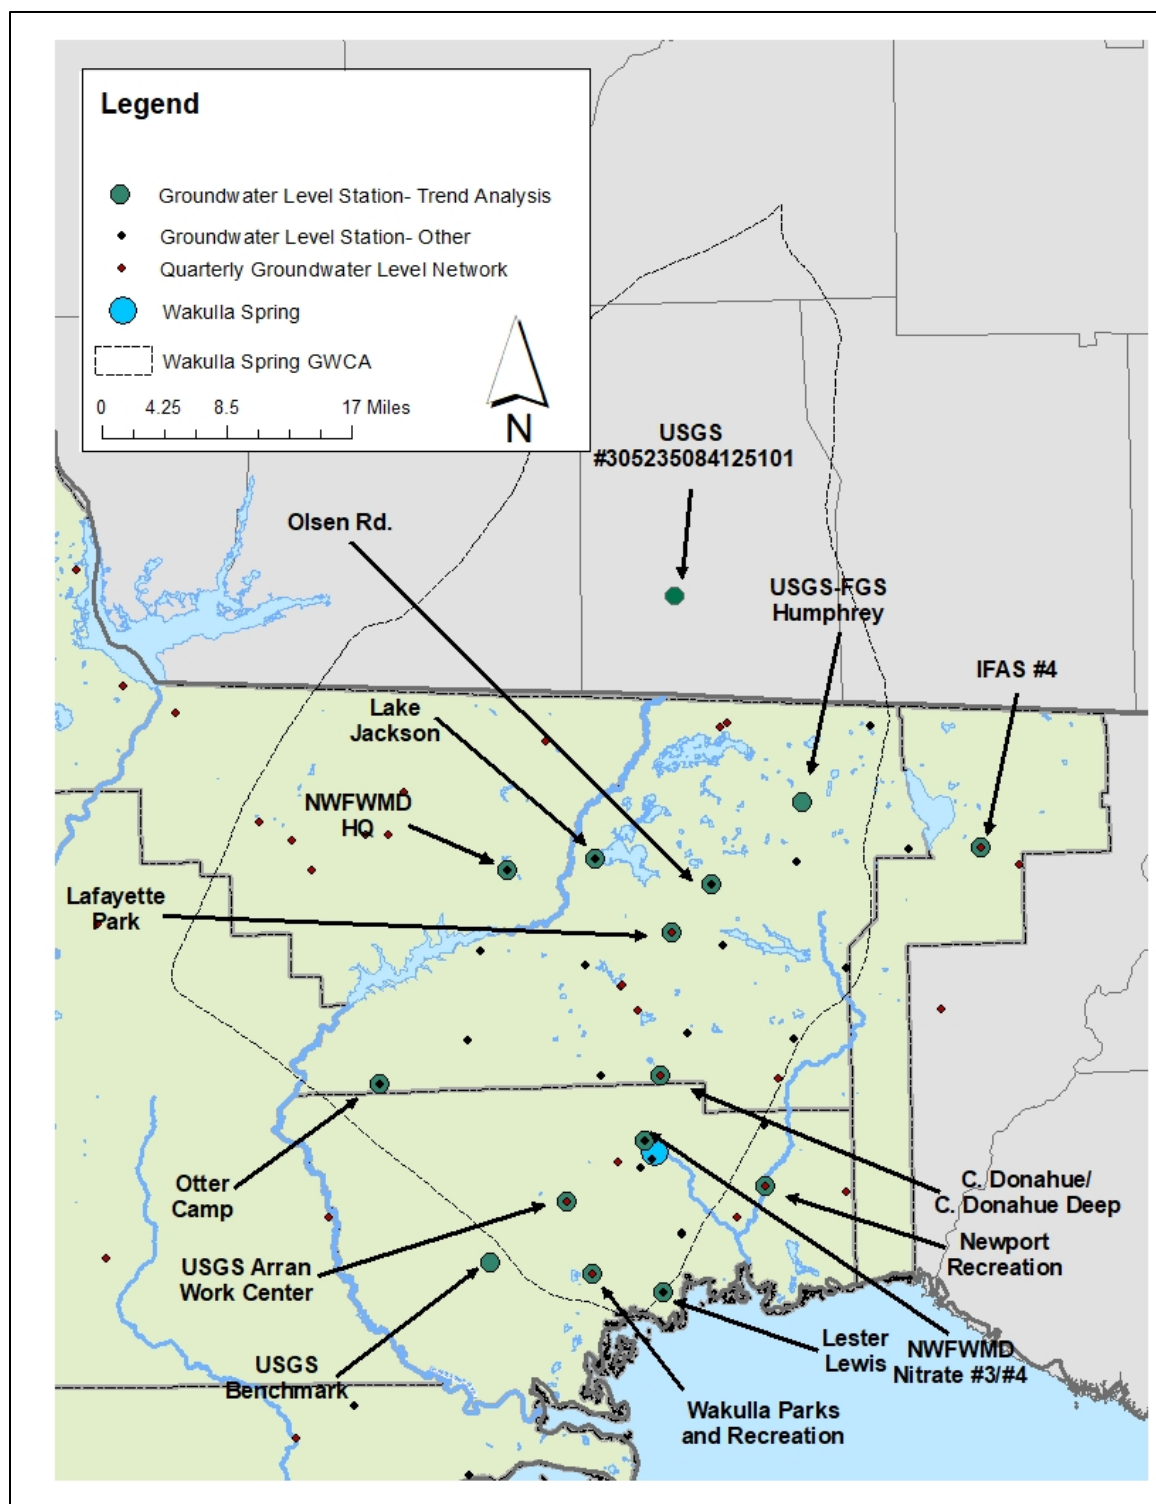 Legend
Groundwater Level Station- Trend Analysis
Groundwater Level Station- Other
Quarterly Groundwater Level Network
Wakulla Spring
Wakulla Spring GWCA
0 4.25 8.5 17 Miles
N
USGS
#305235084125101
Olsen Rd.
USGS-FGS
Humphrey
IFAS #4
Lake
Jackson
NWFWMD
HQ
Lafayette
Park
Otter
Camp
C. Donahue/
C. Donahue Deep
Newport
Recreation
USGS Arran
Work Center
Lester
Lewis
NWFWMD
Nitrate #3/#4
USGS
Benchmark
Wakulla Parks
and Recreation